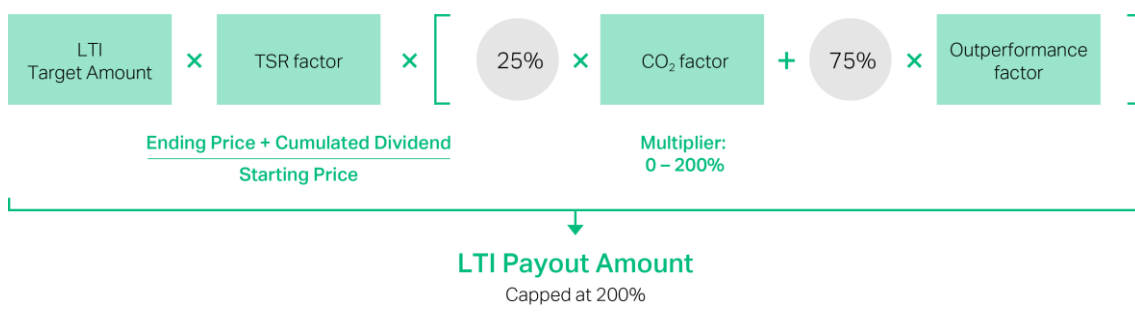 LTI
Target Amount
×
TSR factor
×
25%
×
CO₂ factor
+
75%
×
Outperformance
factor
Ending Price + Cumulated Dividend
Starting Price
Multiplier:
0 – 200%
LTI Payout Amount
Capped at 200%